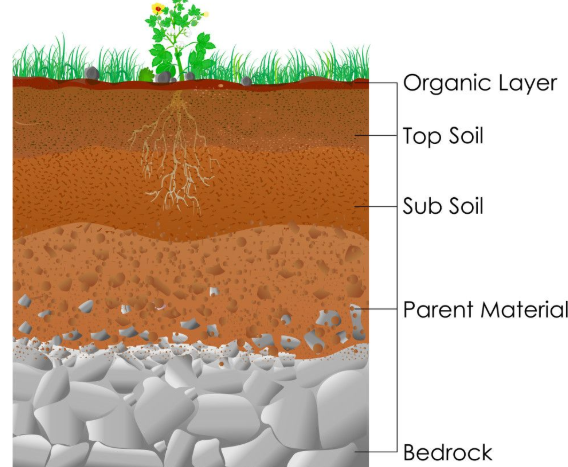 Organic Layer
Top Soil
Sub Soil
Parent Material
Bedrock